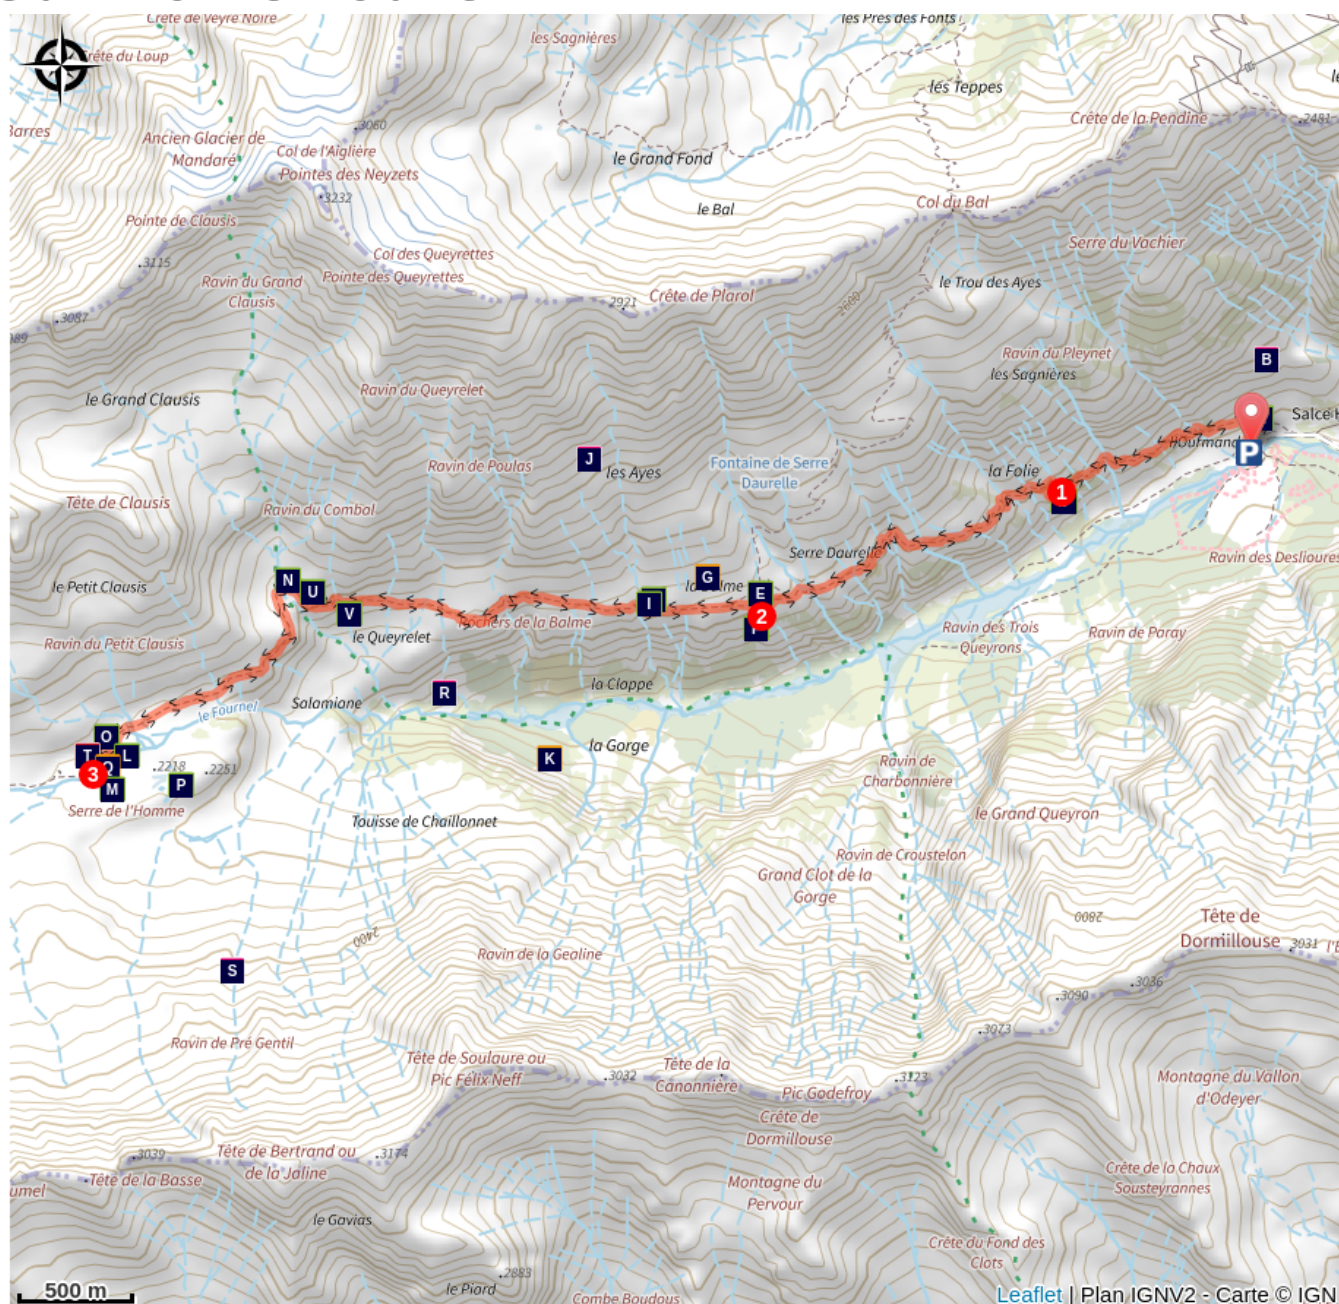 Crête de Veyre Noire
les Prés des Fonts
les Sagnières
Crête du Loup
les Teppes
Crête de la Pendine
2481
3060
Barres
Ancien Glacier de
Mandaré
Col de l'Aiglière
Pointes des Neyzets
le Grand Fond
3232
le Bal
Col du Bal
Pointe de Clausis
Serre du Vachier
3115
Col des Queyrettes
Pointe des Queyrettes
Ravin du Grand
Clausis
le Trou des Ayes
2921
Crête de Plarol
2600
3087
Ravin du Pleynet
les Sagnières
B
le Grand Clausis
Ravin du Queyrelet
Salce
P
la Folie
J
les Ayes
Ravin de Poulas
Fontaine de Serre
Daurelle
1
Tête de Clausis
Ravin du Combal
Serre Daurelle
Ravin des Deslioures
le Petit Clausis
N
U
V
G
E
I
2
Rochers de la Balme
le Queyrelet
Ravin du Petit Clausis
Ravin des Trois
Queyrons
Ravin de Paray
la Clappe
R
Salamiane
le Fournel
O
T
L
3
M
P
2218
2251
Serre de l'Homme
K
la Gorge
Ravin de
Charbonnière
le Grand Queyron
Touisse de Chaillonnet
Ravin de Croustelon
Grand Clot de la
Gorge
2800
Tête de
Dormillouse
3031
2400
Ravin de la Gealine
S
3036
3090
3073
Ravin de Pré Gentil
Tête de Soulaure ou
Pic Félix Neff
3032
Tête de la
Canonnière
Pic Godefroy
3123
Montagne du Vallon
d'Odeyer
Crête de
Dormillouse
3039
Tête de Bertrand ou
de la Jaline
3174
Tête de la Basse
Crête de la Chaux
Sousteyrannes
Montagne du
Pervour
le Gavias
Crête du Fond des
Clots
2883
le Piord
Combe Boudous
500 m
Leaflet | Plan IGNV2 - Carte © IGN